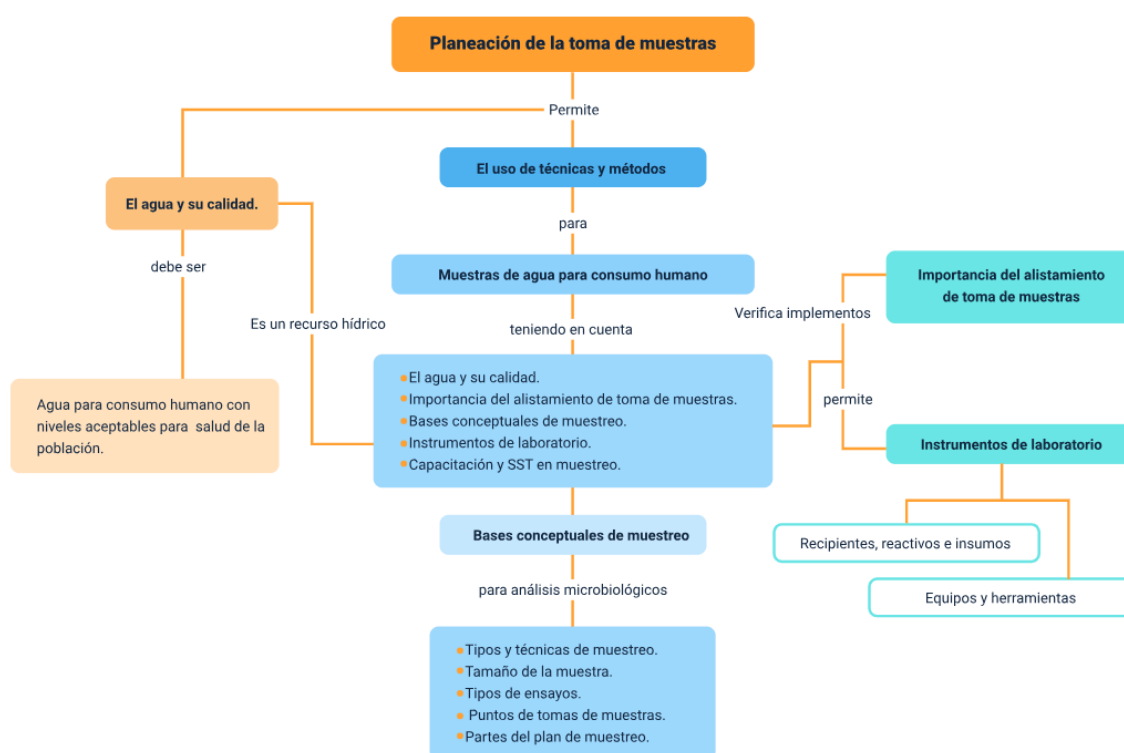 Planeación de la toma de muestras
Permite
El uso de técnicas y métodos
El agua y su calidad.
para
debe ser
Muestras de agua para consumo humano
Importancia del alistamiento
de toma de muestras
Es un recurso hídrico
teniendo en cuenta
Verifica implementos
El agua y su calidad.
Importancia del alistamiento de toma de muestras.
Bases conceptuales de muestreo.
Instrumentos de laboratorio.
Capacitación y SST en muestreo.
permite
Agua para consumo humano con
niveles aceptables para salud de la
población.
Instrumentos de laboratorio
Bases conceptuales de muestreo
Recipientes, reactivos e insumos
para análisis microbiológicos
Equipos y herramientas
Tipos y técnicas de muestreo.
Tamaño de la muestra.
Tipos de ensayos.
Puntos de tomas de muestras.
Partes del plan de muestreo.